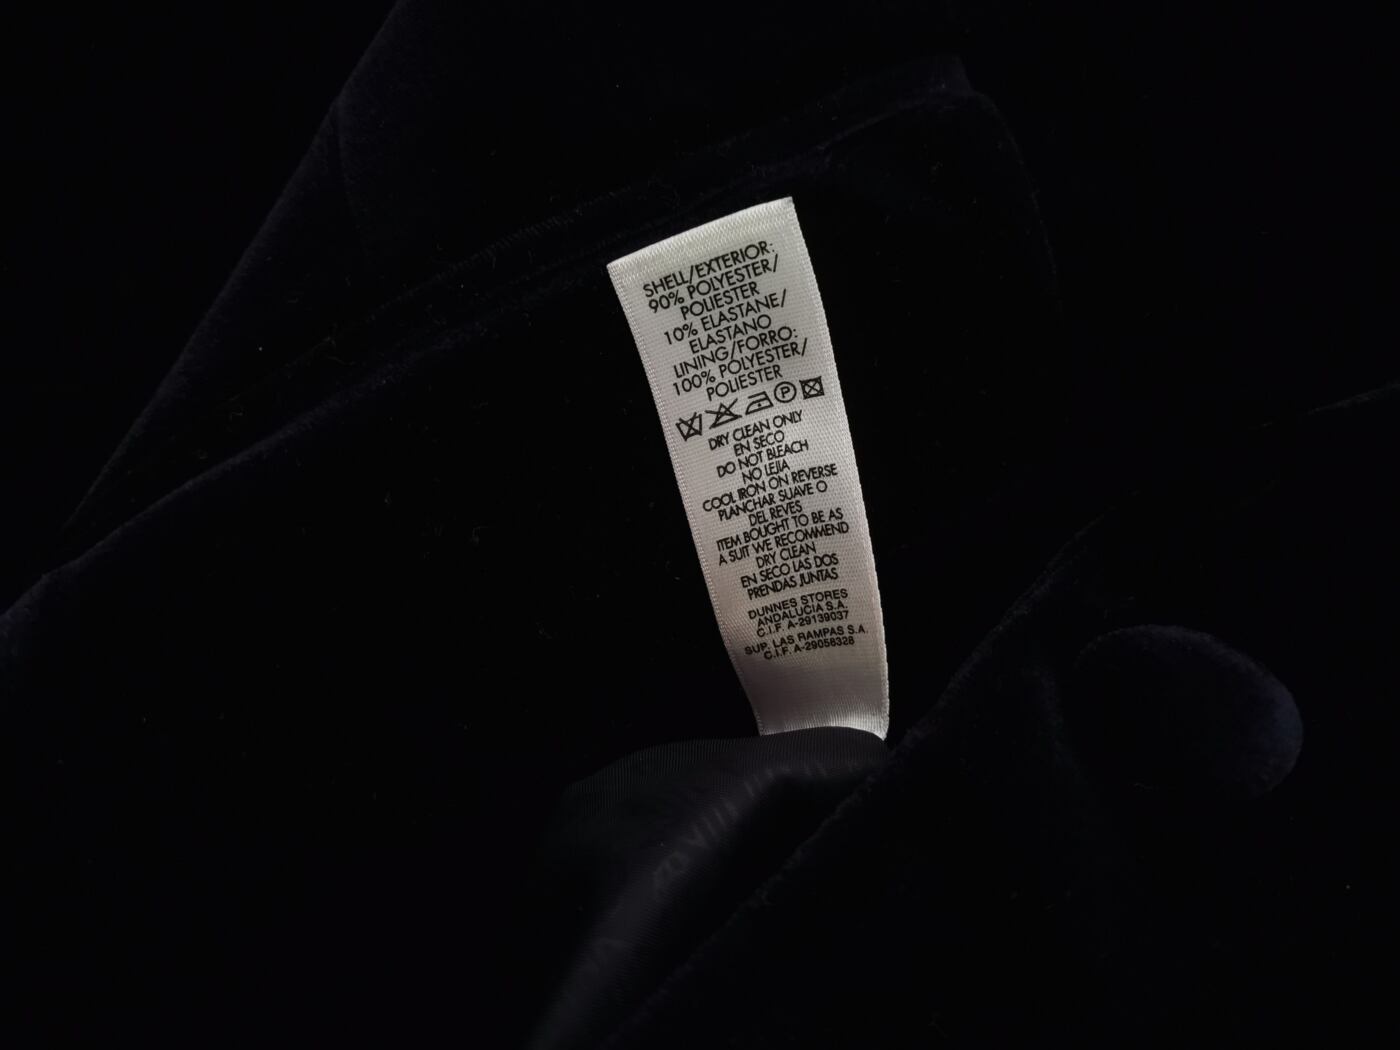 SHELL/EXTERIOR:
90% POLYESTER/
POLIESTER
10% ELASTANE/
ELASTANO
LINING/FORRO:
100% POLYESTER/
POLIESTER
P
DRY CLEAN ONLY
EN SECO
DO NOT BLEACH
NO LEJIA
COOL IRON ON REVERSE
PLANCHAR SUAVE O
DEL REVES
ITEM BOUGHT TO BE AS
A SUIT WE RECOMMEND
DRY CLEAN
EN SECO LAS DOS
PRENDAS JUNTAS
DUNNES STORES
ANDALUCIA S.A.
C.I.F. A-29139037
SUP. LAS RAMPAS S.A.
C.I.F. A-29058328